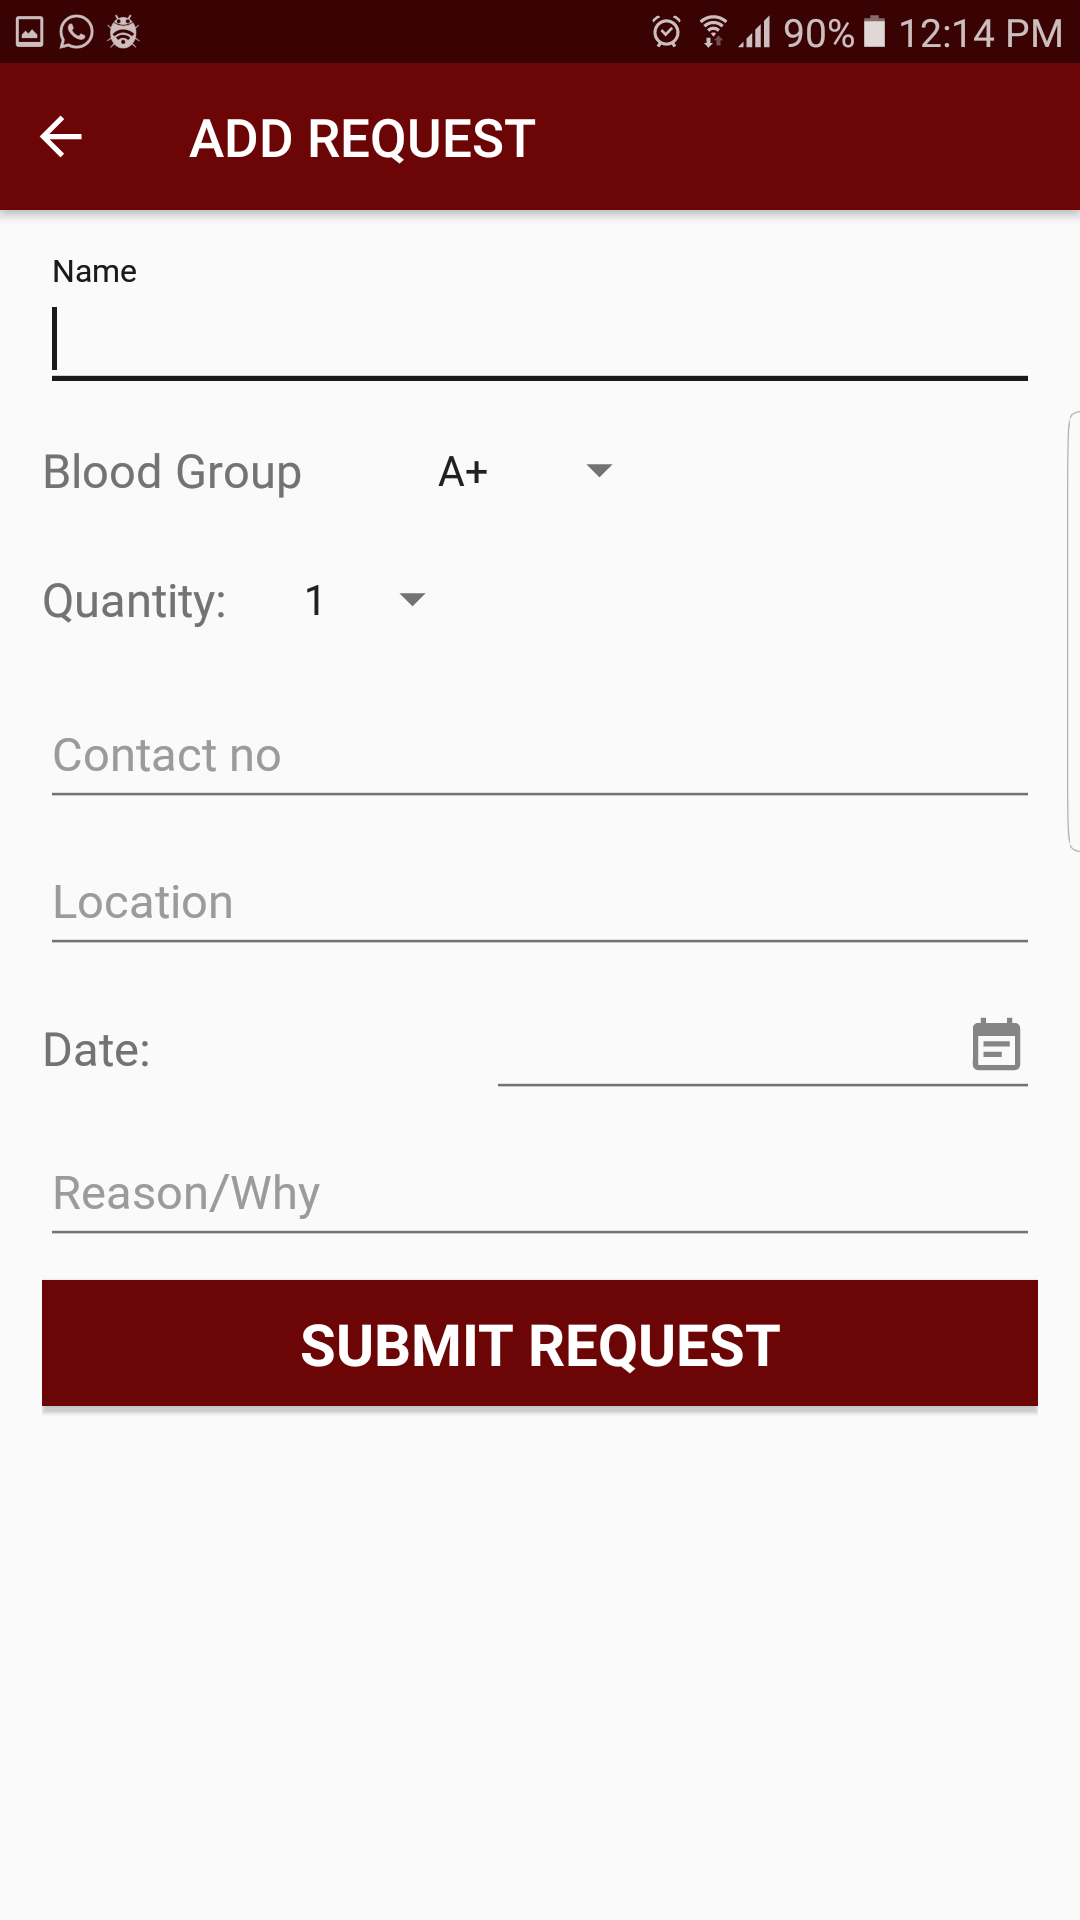 90% 12:14 PM
ADD REQUEST
Name
Blood Group A+
Quantity: 1
Contact no
Location
Date:
Reason/Why
SUBMIT REQUEST